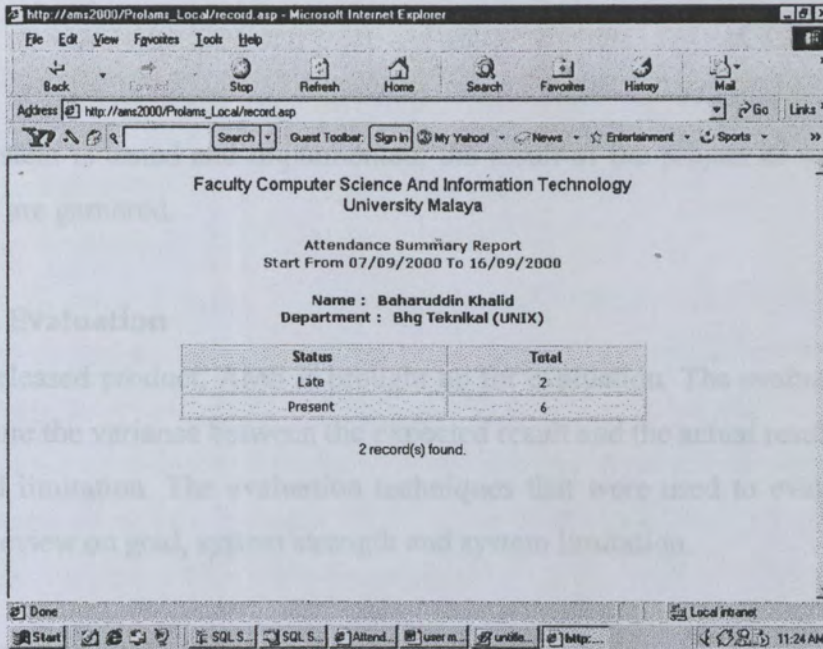 http://ams2000/Prolams_Local/record.asp - Microsoft Internet Explorer
File Edit View Favorites Tools Help
Back Stop Refresh Home Search Favorites History Mail
Address http://ams2000/Prolams_Local/record.asp Go Links
Search Guest Toolbar: Sign in My Yahoo! News Entertainment Sports
Faculty Computer Science And Information Technology
University Malaya
are garnered.
Attendance Summary Report
Start From 07/09/2000 To 16/09/2000
Evaluation
Name : Baharuddin Khalid
Department : Bhg Teknikal (UNIX)
Status Total
Late 2
Present 6
2 record(s) found.
the variance between the expected result and the actual
limitation. The evaluation techniques that were used to
on goal, system strength and system limitation.
Done Local intranet
Start SQL S... SQL S... Attend... user m... untitle... http:... 11:24 AM